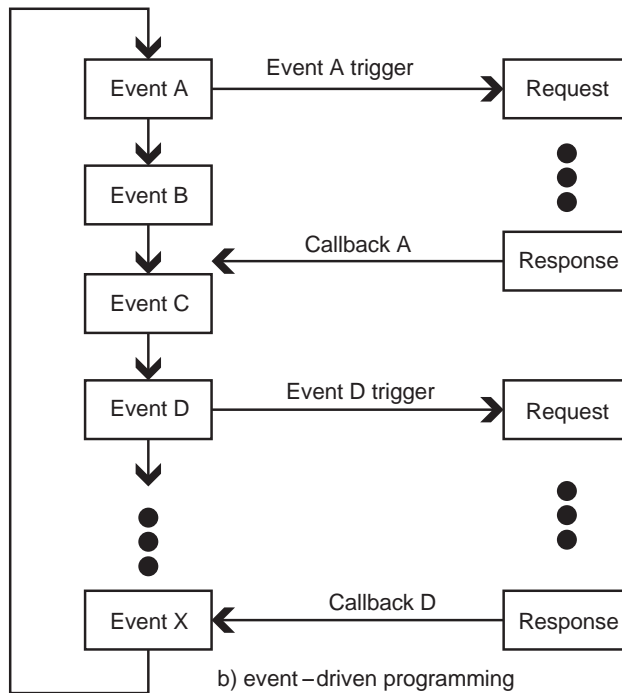 Event A
Event A trigger
Request
Event B
Callback A
Response
Event C
Event D
Event D trigger
Request
Event X
Callback D
Response
b) event–driven programming